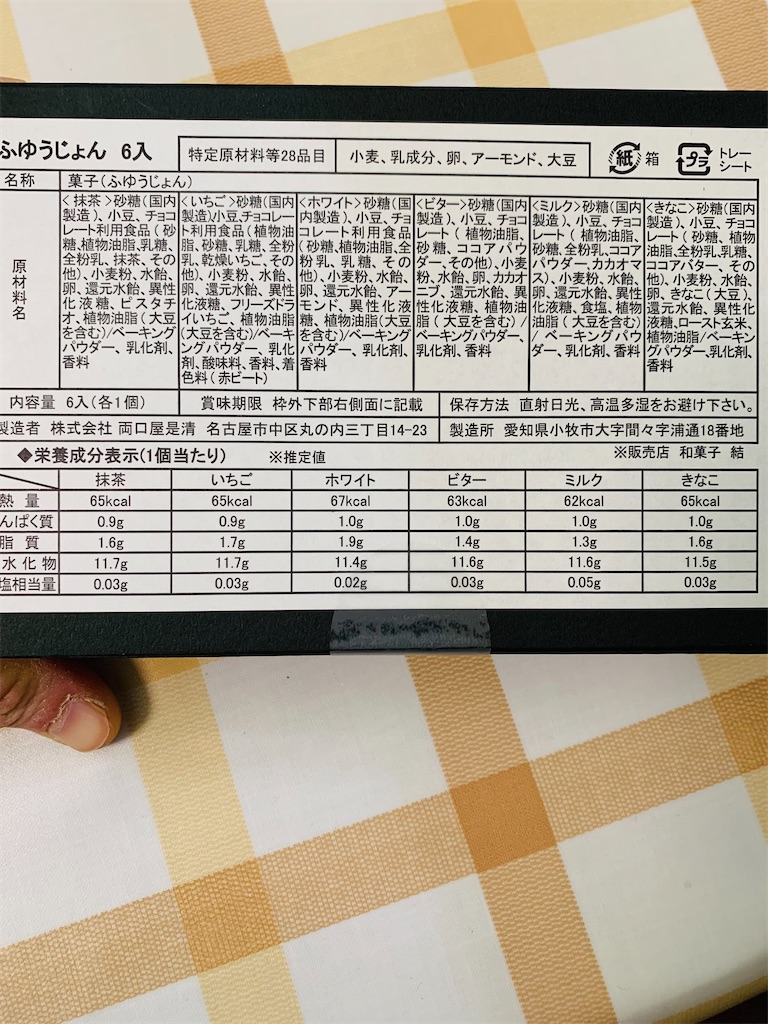 ふゆうじょん 6入
特定原材料等28品目
小麦、乳成分、卵、アーモンド、大豆
紙 箱
プラ トレー
シート
名称
菓子(ふゆうじょん)
原材料名
<抹茶>砂糖(国内
製造)、小豆、チョコ
レート利用食品(砂
糖,植物油脂,乳糖、
全粉乳、抹茶、その
他)、小麦粉、水飴、
卵、還元水飴、異性
化液糖、ピスタチ
オ、植物油脂(大豆
を含む)/ベーキング
パウダー、乳化剤、
香料
<いちご>砂糖(国内
製造)小豆,チョコレー
ト利用食品(植物油
脂、砂糖、乳糖、全粉
乳、乾燥いちご、その
他)、小麦粉、水飴、
卵、還元水飴、異性
化液糖、フリーズドラ
イいちご、植物油脂
(大豆を含む)/ベーキ
ングパウダー、乳化
剤、酸味料、香料、着
色料(赤ビート)
<ホワイト>砂糖(国
内製造)、小豆、チョ
コレート利用食品
(砂糖,植物油脂,全
粉乳、乳糖、その
他)、小麦粉、水飴、
卵、還元水飴、アー
モンド、異性化液
糖、植物油脂(大豆
を含む)/ベーキング
パウダー、乳化剤、
香料
<ビター>砂糖(国内
製造)、小豆、チョコ
レート(植物油脂、
砂糖、ココアパウ
ダー、その他)、小麦
粉、水飴、卵、カカオ
ニブ、還元水飴、異
性化液糖、植物油
脂(大豆を含む)/
ベーキングパウダー、
乳化剤、香料
<ミルク>砂糖(国内
製造)、小豆、チョコ
レート(植物油脂、
砂糖、全粉乳、ココア
パウダー,カカオマ
ス)、小麦粉、水飴、
卵、還元水飴、異性
化液糖、食塩、植物
油脂(大豆を含む)
/ベーキングパウ
ダー、乳化剤、香料
<きなこ>砂糖(国内
製造)、小豆、チョコ
レート(砂糖、植物
油脂,全粉乳,乳糖、
ココアバター、その
他)、小麦粉、水飴、
卵、きなこ(大豆)、
還元水飴、異性化
液糖,ロースト玄米、
植物油脂/ベーキン
グパウダー,乳化剤、
香料
内容量 6入(各1個)
賞味期限 枠外下部右側面に記載
保存方法 直射日光、高温多湿をお避け下さい。
製造者 株式会社 両口屋是清 名古屋市中区丸の内三丁目14-23
製造所 愛知県小牧市大字間々字浦通18番地
◆栄養成分表示(1個当たり) ※推定値
※販売店 和菓子 結
抹茶 いちご ホワイト ビター ミルク きなこ
熱量 65kcal 65kcal 67kcal 63kcal 62kcal 65kcal
んぱく質 0.9g 0.9g 1.0g 1.0g 1.0g 1.0g
脂質 1.6g 1.7g 1.9g 1.4g 1.3g 1.6g
水化物 11.7g 11.7g 11.4g 11.6g 11.6g 11.5g
塩相当量 0.03g 0.03g 0.02g 0.03g 0.05g 0.03g